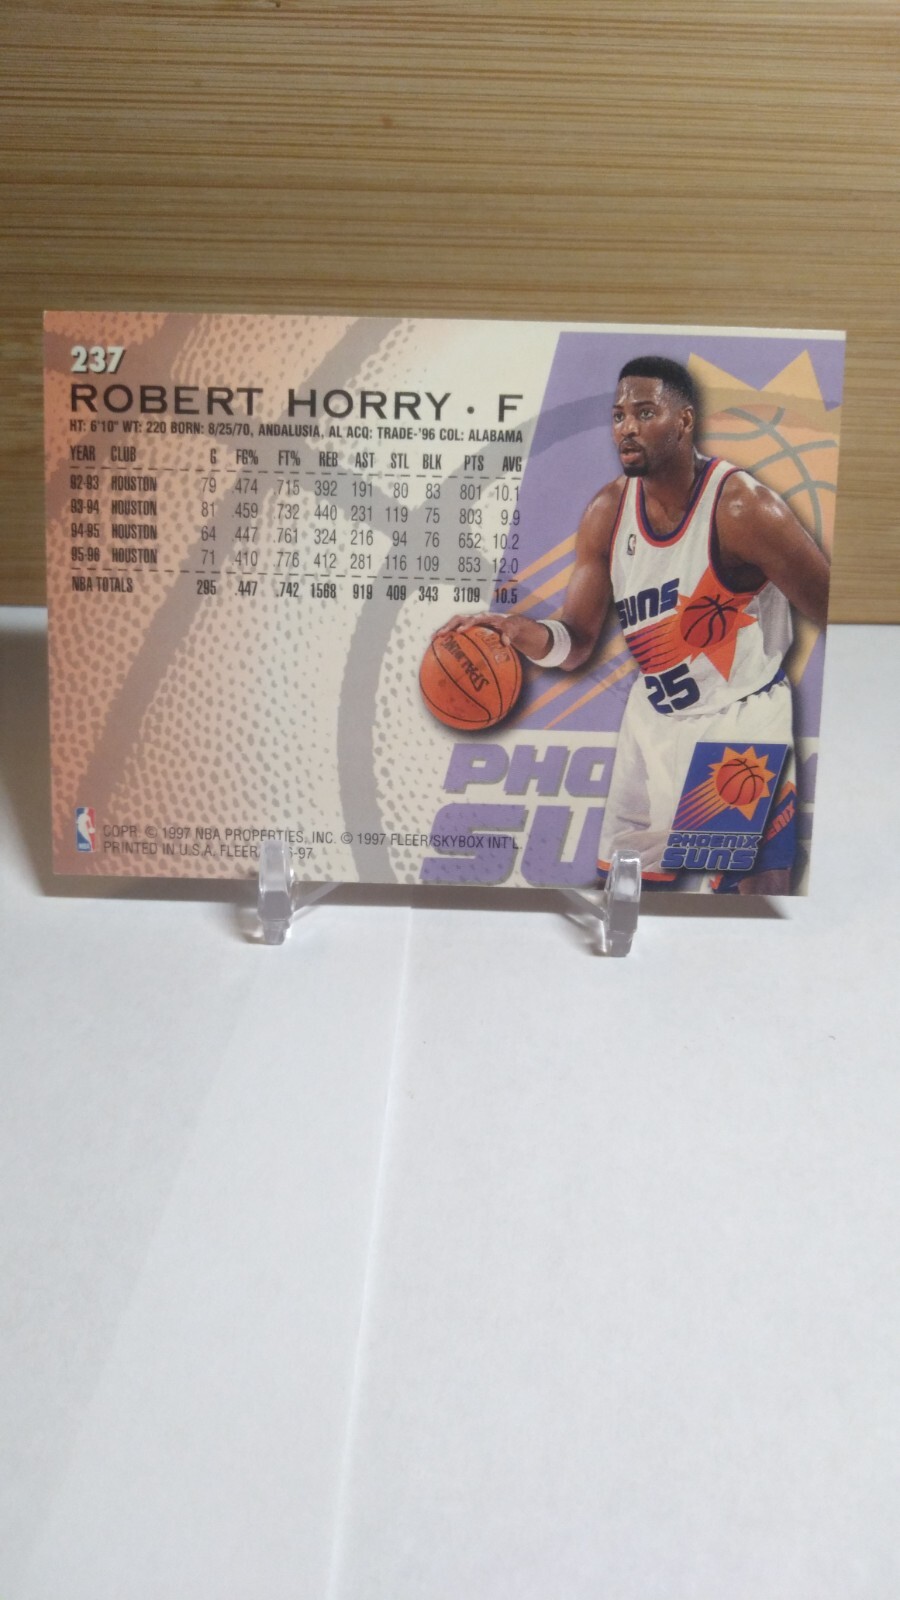 237
ROBERT HORRY · F
HT: 6'10" WT: 220 BORN: 8/25/70, ANDALUSIA, AL ACQ: TRADE-'96 COL: ALABAMA
YEAR CLUB G FG% FT% REB AST STL BLK PTS AVG
92-93 HOUSTON 79 .474 .715 392 191 80 83 801 10.1
93-94 HOUSTON 81 .459 .732 440 231 119 75 803 9.9
94-95 HOUSTON 64 .447 .761 324 216 94 76 652 10.2
95-96 HOUSTON 71 .410 .776 412 281 116 109 853 12.0
NBA TOTALS 295 .447 .742 1568 919 409 343 3109 10.5
SUNS
25
SPALDING
PHO
SU
PHOENIX
SUNS
COPR. © 1997 NBA PROPERTIES, INC. © 1997 FLEER/SKYBOX INT'L.
PRINTED IN U.S.A. FLEER -97